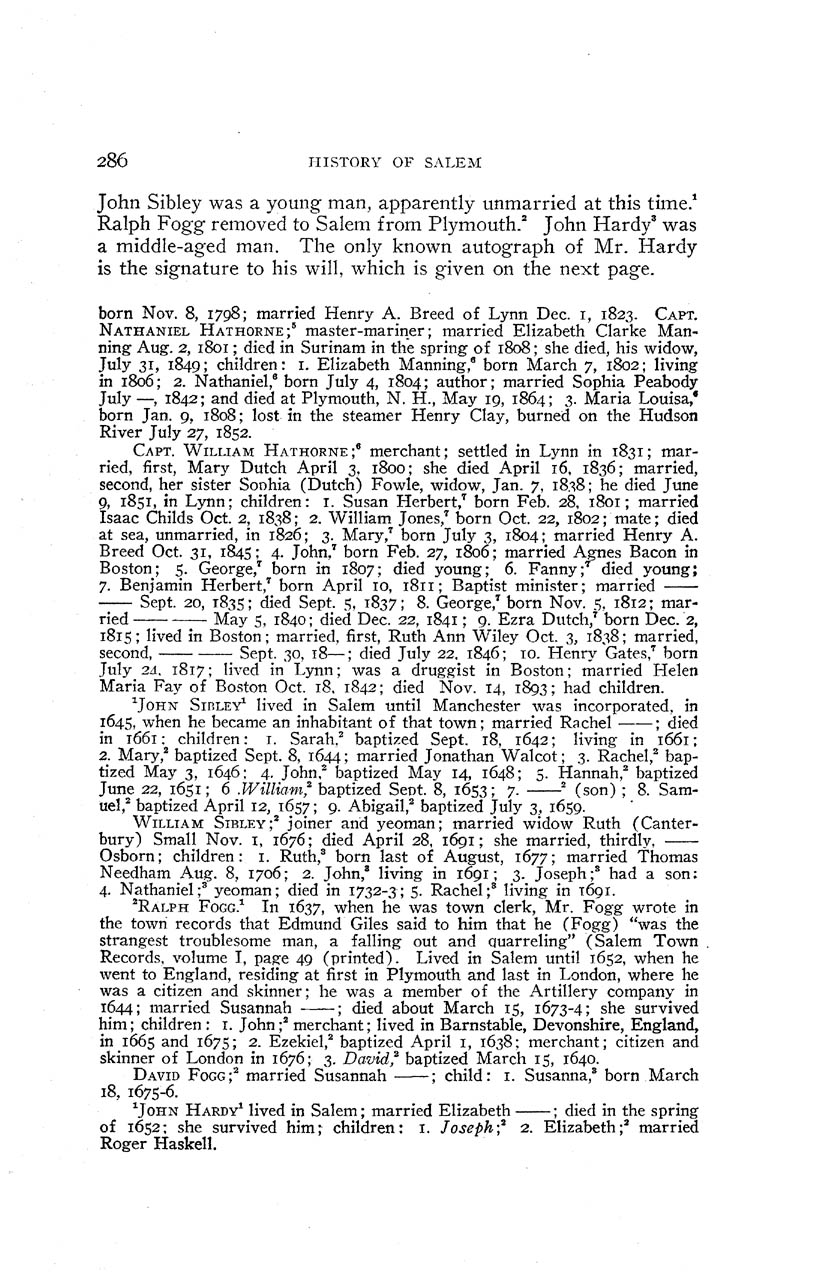 286 HISTORY OF SALEM
John Sibley was a young man, apparently unmarried at this time.¹
Ralph Fogg removed to Salem from Plymouth.² John Hardy³ was
a middle-aged man. The only known autograph of Mr. Hardy
is the signature to his will, which is given on the next page.
born Nov. 8, 1798; married Henry A. Breed of Lynn Dec. 1, 1823. CAPT.
NATHANIEL HATHORNE;⁵ master-mariner; married Elizabeth Clarke Man-
ning Aug. 2, 1801; died in Surinam in the spring of 1808; she died, his widow,
July 31, 1849; children: 1. Elizabeth Manning,⁶ born March 7, 1802; living
in 1806; 2. Nathaniel,⁶ born July 4, 1804; author; married Sophia Peabody
July —, 1842; and died at Plymouth, N. H., May 19, 1864; 3. Maria Louisa,⁶
born Jan. 9, 1808; lost in the steamer Henry Clay, burned on the Hudson
River July 27, 1852.
CAPT. WILLIAM HATHORNE;⁶ merchant; settled in Lynn in 1831; mar-
ried, first, Mary Dutch April 3, 1800; she died April 16, 1836; married,
second, her sister Sophia (Dutch) Fowle, widow, Jan. 7, 1838; he died June
9, 1851, in Lynn; children: 1. Susan Herbert,⁷ born Feb. 28, 1801; married
Isaac Childs Oct. 2, 1838; 2. William Jones,⁷ born Oct. 22, 1802; mate; died
at sea, unmarried, in 1826; 3. Mary,⁷ born July 3, 1804; married Henry A.
Breed Oct. 31, 1845; 4. John,⁷ born Feb. 27, 1806; married Agnes Bacon in
Boston; 5. George,⁷ born in 1807; died young; 6. Fanny;⁷ died young;
7. Benjamin Herbert,⁷ born April 10, 1811; Baptist minister; married ——
—— Sept. 20, 1835; died Sept. 5, 1837; 8. George,⁷ born Nov. 5, 1812; mar-
ried —— —— May 5, 1840; died Dec. 22, 1841; 9. Ezra Dutch,⁷ born Dec. 2,
1815; lived in Boston; married, first, Ruth Ann Wiley Oct. 3, 1838; married,
second, —— —— Sept. 30, 18—; died July 22, 1846; 10. Henry Gates,⁷ born
July 24, 1817; lived in Lynn; was a druggist in Boston; married Helen
Maria Fay of Boston Oct. 18, 1842; died Nov. 14, 1893; had children.
¹JOHN SIBLEY¹ lived in Salem until Manchester was incorporated, in
1645, when he became an inhabitant of that town; married Rachel ——; died
in 1661; children: 1. Sarah,² baptized Sept. 18, 1642; living in 1661;
2. Mary,² baptized Sept. 8, 1644; married Jonathan Walcot; 3. Rachel,² bap-
tized May 3, 1646; 4. John,² baptized May 14, 1648; 5. Hannah,² baptized
June 22, 1651; 6 .William,² baptized Sept. 8, 1653; 7. ——² (son); 8. Sam-
uel,² baptized April 12, 1657; 9. Abigail,² baptized July 3, 1659.
WILLIAM SIBLEY;² joiner and yeoman; married widow Ruth (Canter-
bury) Small Nov. 1, 1676; died April 28, 1691; she married, thirdly, ——
Osborn; children: 1. Ruth,³ born last of August, 1677; married Thomas
Needham Aug. 8, 1706; 2. John,³ living in 1691; 3. Joseph;³ had a son:
4. Nathaniel;³ yeoman; died in 1732-3; 5. Rachel;³ living in 1691.
²RALPH FOGG.¹ In 1637, when he was town clerk, Mr. Fogg wrote in
the town records that Edmund Giles said to him that he (Fogg) "was the
strangest troublesome man, a falling out and quarreling" (Salem Town
Records, volume I, page 49 (printed). Lived in Salem until 1652, when he
went to England, residing at first in Plymouth and last in London, where he
was a citizen and skinner; he was a member of the Artillery company in
1644; married Susannah ——; died about March 15, 1673-4; she survived
him; children: 1. John;² merchant; lived in Barnstable, Devonshire, England,
in 1665 and 1675; 2. Ezekiel,² baptized April 1, 1638; merchant; citizen and
skinner of London in 1676; 3. David,² baptized March 15, 1640.
DAVID FOGG;² married Susannah ——; child: 1. Susanna,³ born March
18, 1675-6.
¹JOHN HARDY¹ lived in Salem; married Elizabeth ——; died in the spring
of 1652; she survived him; children: 1. Joseph;² 2. Elizabeth;² married
Roger Haskell.